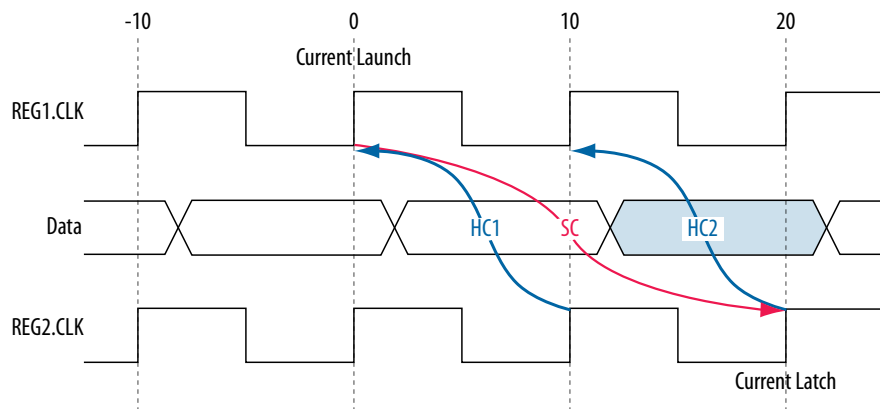 -10 0 10 20
Current Launch
REG1.CLK
Data HC1 SC HC2
REG2.CLK
Current Latch